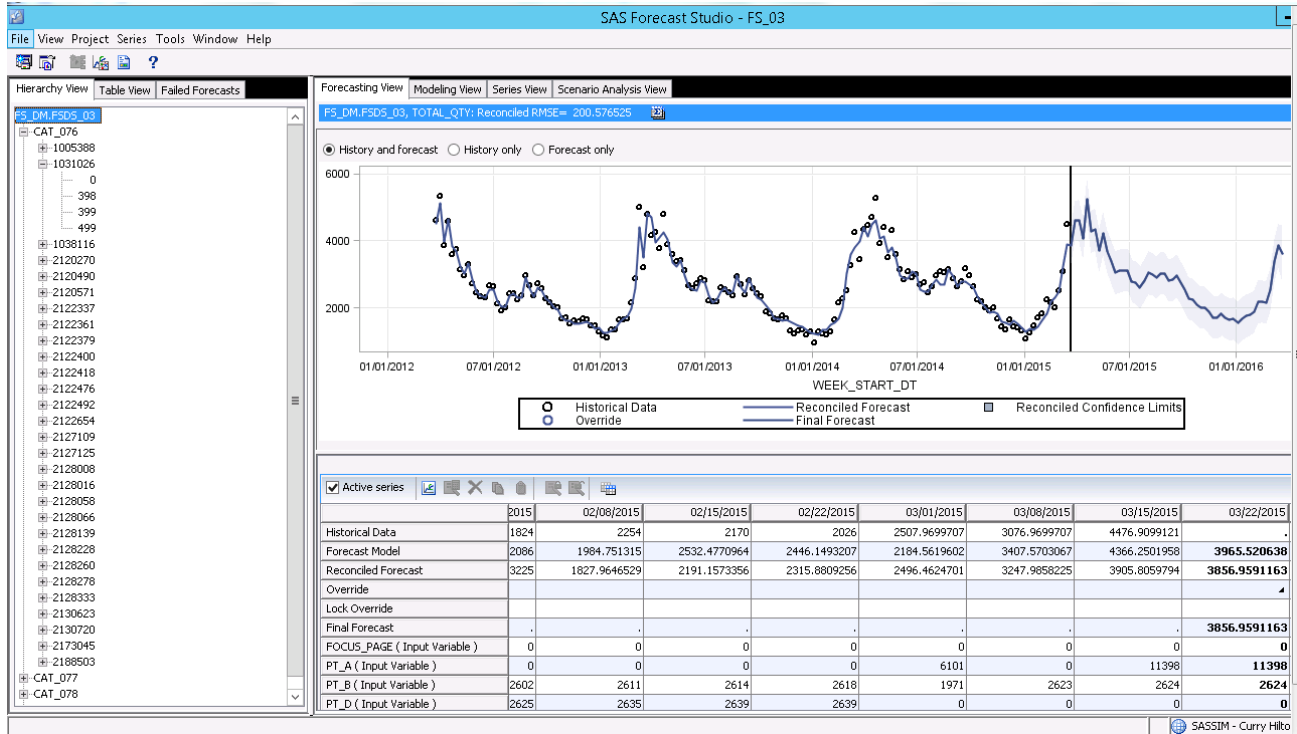 SAS Forecast Studio - FS_03
File View Project Series Tools Window Help
?
Hierarchy View Table View Failed Forecasts
FS_DM.FSDS_03
CAT_076
1005388
1031026
0
398
399
499
1038116
2120270
2120490
2120571
2122337
2122361
2122379
2122400
2122418
2122476
2122492
2122654
2127109
2127125
2128008
2128016
2128058
2128066
2128139
2128228
2128260
2128278
2128333
2130623
2130720
2173045
2188503
CAT_077
CAT_078
Forecasting View Modeling View Series View Scenario Analysis View
FS_DM.FSDS_03, TOTAL_QTY: Reconciled RMSE= 200.576525
History and forecast History only Forecast only
6000
4000
2000
01/01/2012 07/01/2012 01/01/2013 07/01/2013 01/01/2014 07/01/2014 01/01/2015 07/01/2015 01/01/2016
WEEK_START_DT
Historical Data Reconciled Forecast Reconciled Confidence Limits
Override Final Forecast
Active series
2015 02/08/2015 02/15/2015 02/22/2015 03/01/2015 03/08/2015 03/15/2015 03/22/2015
Historical Data 1824 2254 2170 2026 2507.9699707 3076.9699707 4476.9099121 .
Forecast Model 2086 1984.751315 2532.4770964 2446.1493207 2184.5619602 3407.5703067 4366.2501958 3965.520638
Reconciled Forecast 3225 1827.9646529 2191.1573356 2315.8809256 2496.4624701 3247.9858225 3905.8059794 3856.9591163
Override
Lock Override
Final Forecast . . . . . . . 3856.9591163
FOCUS_PAGE ( Input Variable ) 0 0 0 0 0 0 0 0
PT_A ( Input Variable ) 0 0 0 0 6101 0 11398 11398
PT_B ( Input Variable ) 2602 2611 2614 2618 1971 2623 2624 2624
PT_D ( Input Variable ) 2625 2635 2639 2639 0 0 0 0
SASSIM - Curry Hilto